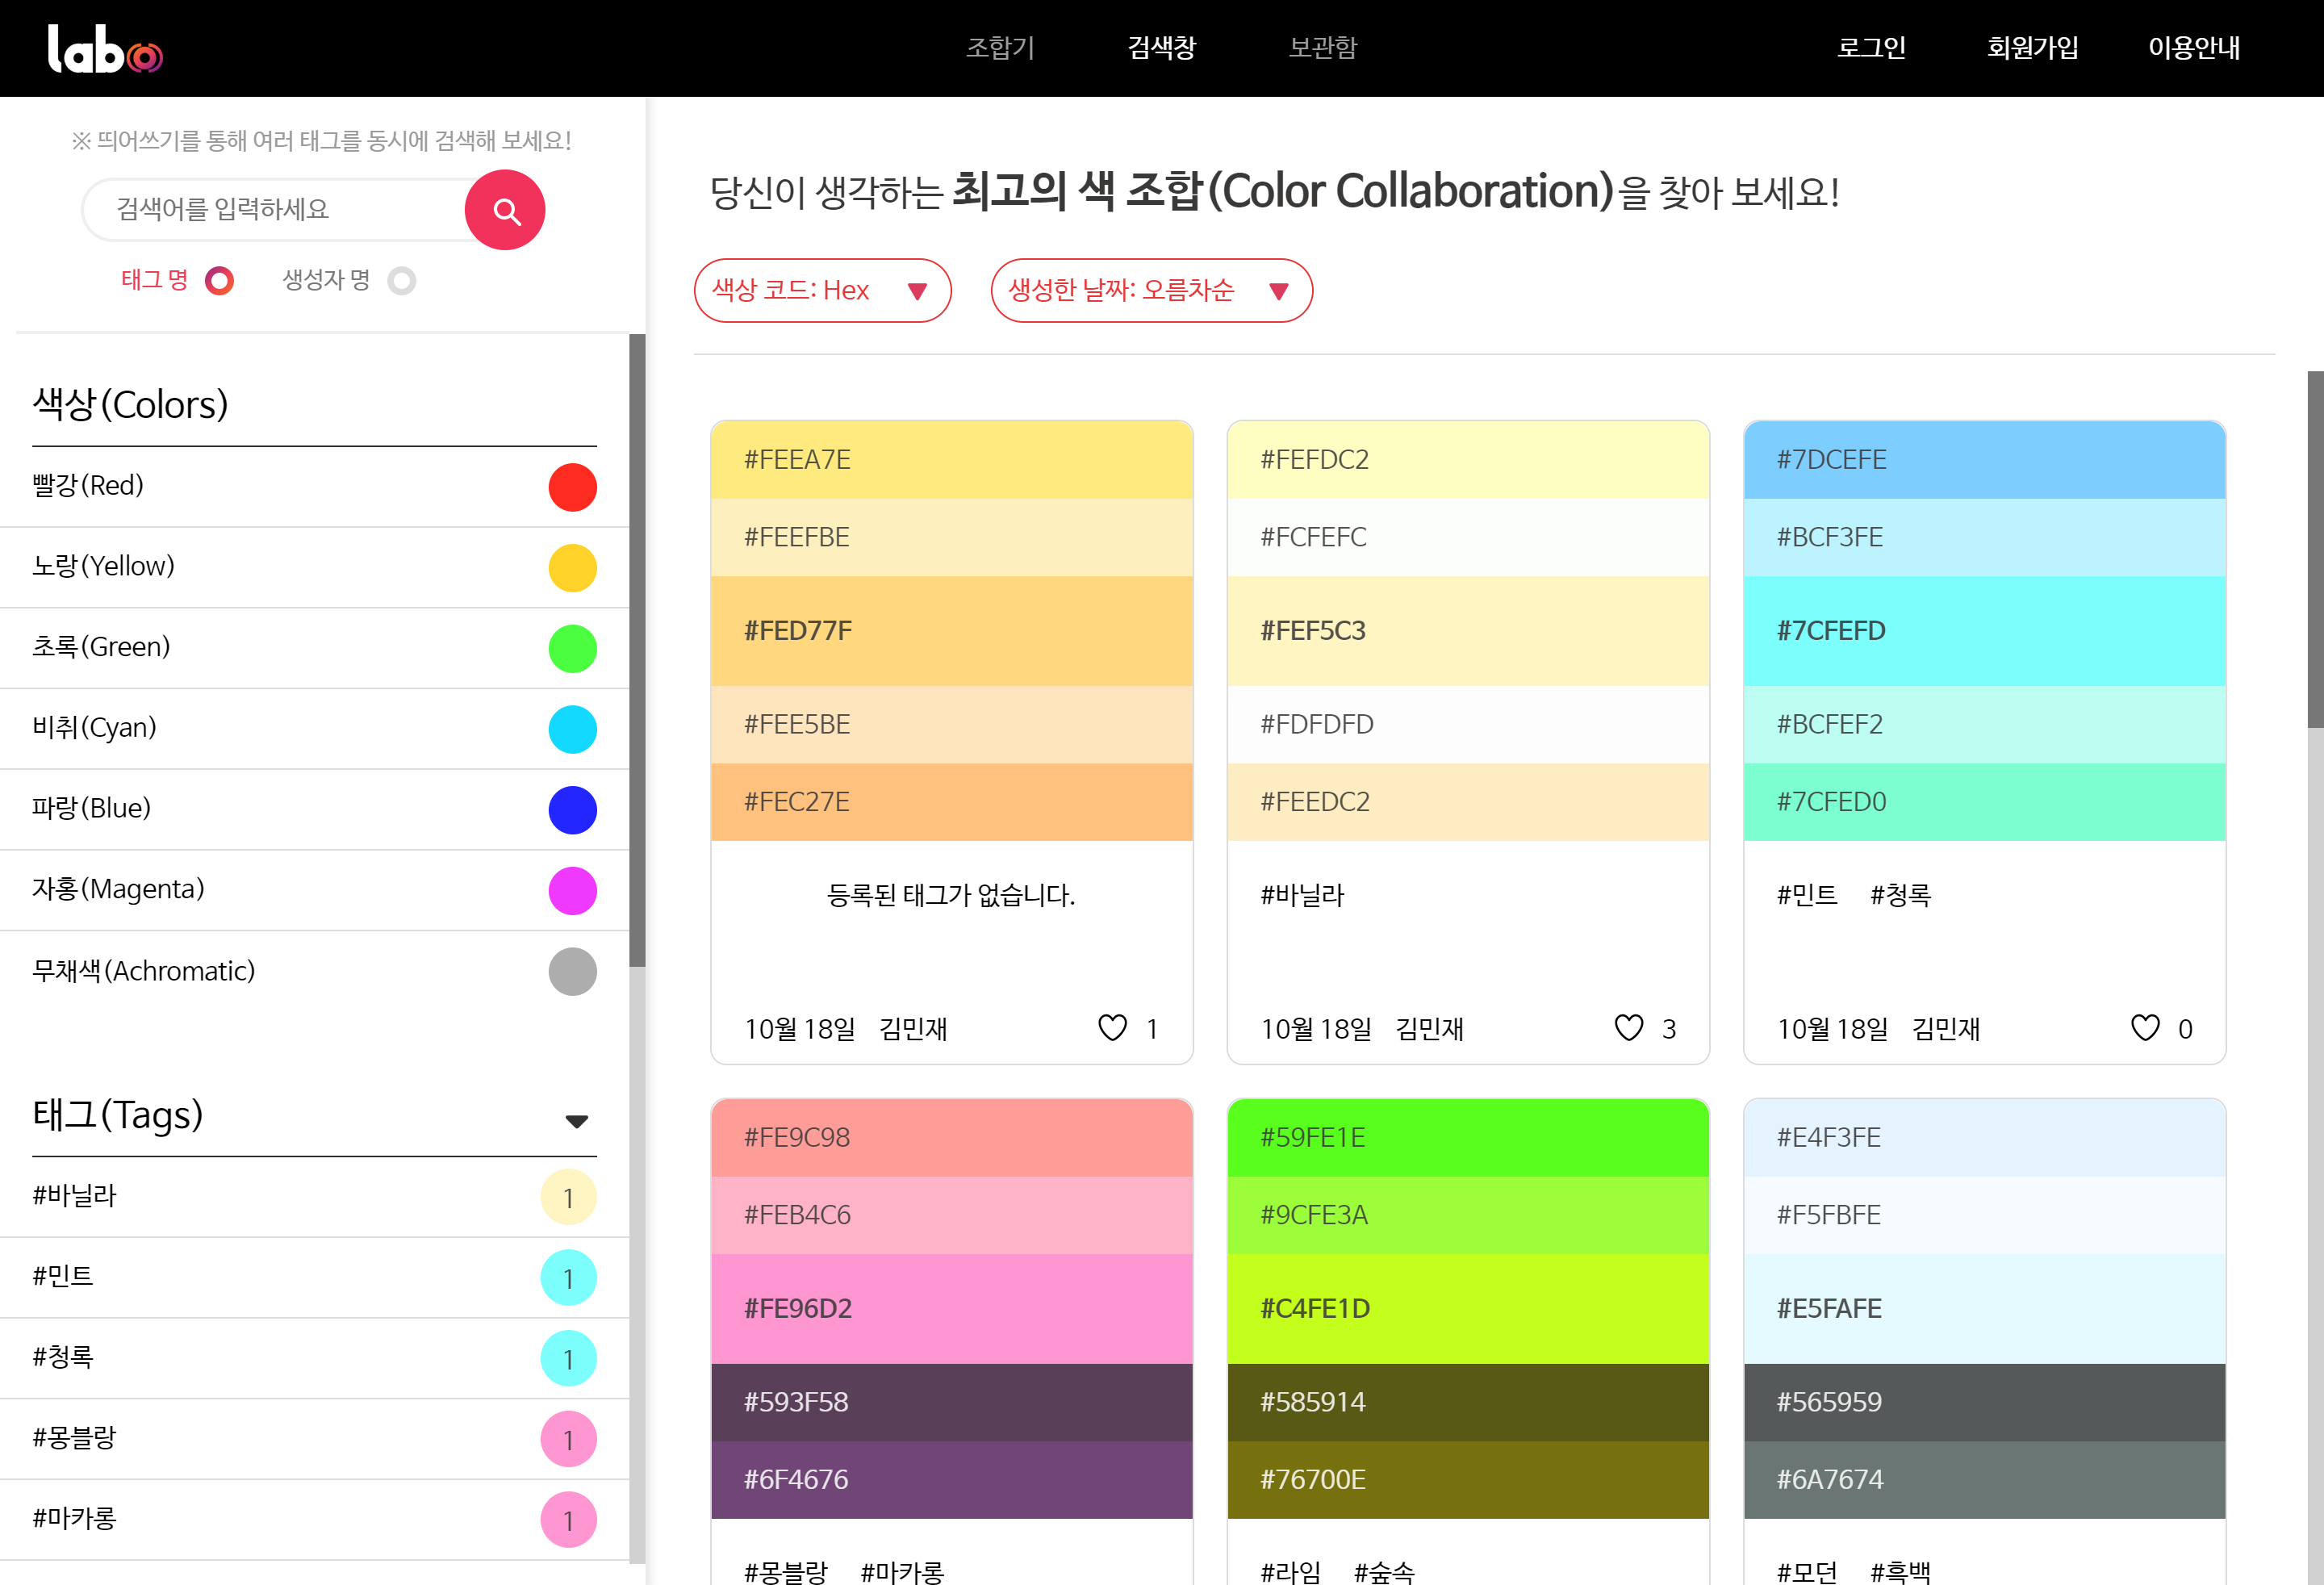 labo
조합기 검색창 보관함
로그인 회원가입 이용안내
※ 띄어쓰기를 통해 여러 태그를 동시에 검색해 보세요!
검색어를 입력하세요
태그 명 생성자 명
색상(Colors)
빨강(Red)
노랑(Yellow)
초록(Green)
비취(Cyan)
파랑(Blue)
자홍(Magenta)
무채색(Achromatic)
태그(Tags)
#바닐라 1
#민트 1
#청록 1
#몽블랑 1
#마카롱 1
당신이 생각하는 최고의 색 조합(Color Collaboration)을 찾아 보세요!
색상 코드: Hex ▼ 생성한 날짜: 오름차순 ▼
#FEEA7E
#FEEFBE
#FED77F
#FEE5BE
#FEC27E
등록된 태그가 없습니다.
10월 18일 김민재 1
#FEFDC2
#FCFEFC
#FEF5C3
#FDFDFD
#FEEDC2
#바닐라
10월 18일 김민재 3
#7DCEFE
#BCF3FE
#7CFEFD
#BCFEF2
#7CFED0
#민트 #청록
10월 18일 김민재 0
#FE9C98
#FEB4C6
#FE96D2
#593F58
#6F4676
#몽블랑 #마카롱
#59FE1E
#9CFE3A
#C4FE1D
#585914
#76700E
#라임 #숲속
#E4F3FE
#F5FBFE
#E5FAFE
#565959
#6A7674
#모던 #흑백